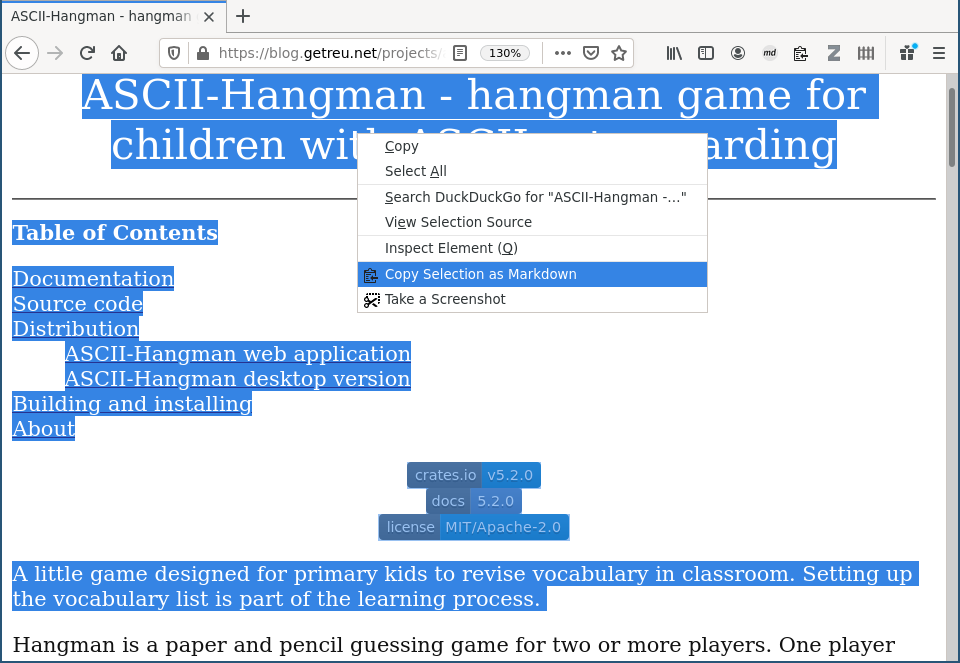 ASCII-Hangman - hangman
https://blog.getreu.net/projects/
130%
md
ASCII-Hangman - hangman game for
children with ASCII arding
Copy
Select All
Search DuckDuckGo for "ASCII-Hangman -..."
View Selection Source
Inspect Element (Q)
Copy Selection as Markdown
Take a Screenshot
Table of Contents
Documentation
Source code
Distribution
ASCII-Hangman web application
ASCII-Hangman desktop version
Building and installing
About
crates.io v5.2.0
docs 5.2.0
license MIT/Apache-2.0
A little game designed for primary kids to revise vocabulary in classroom. Setting up
the vocabulary list is part of the learning process.
Hangman is a paper and pencil guessing game for two or more players. One player